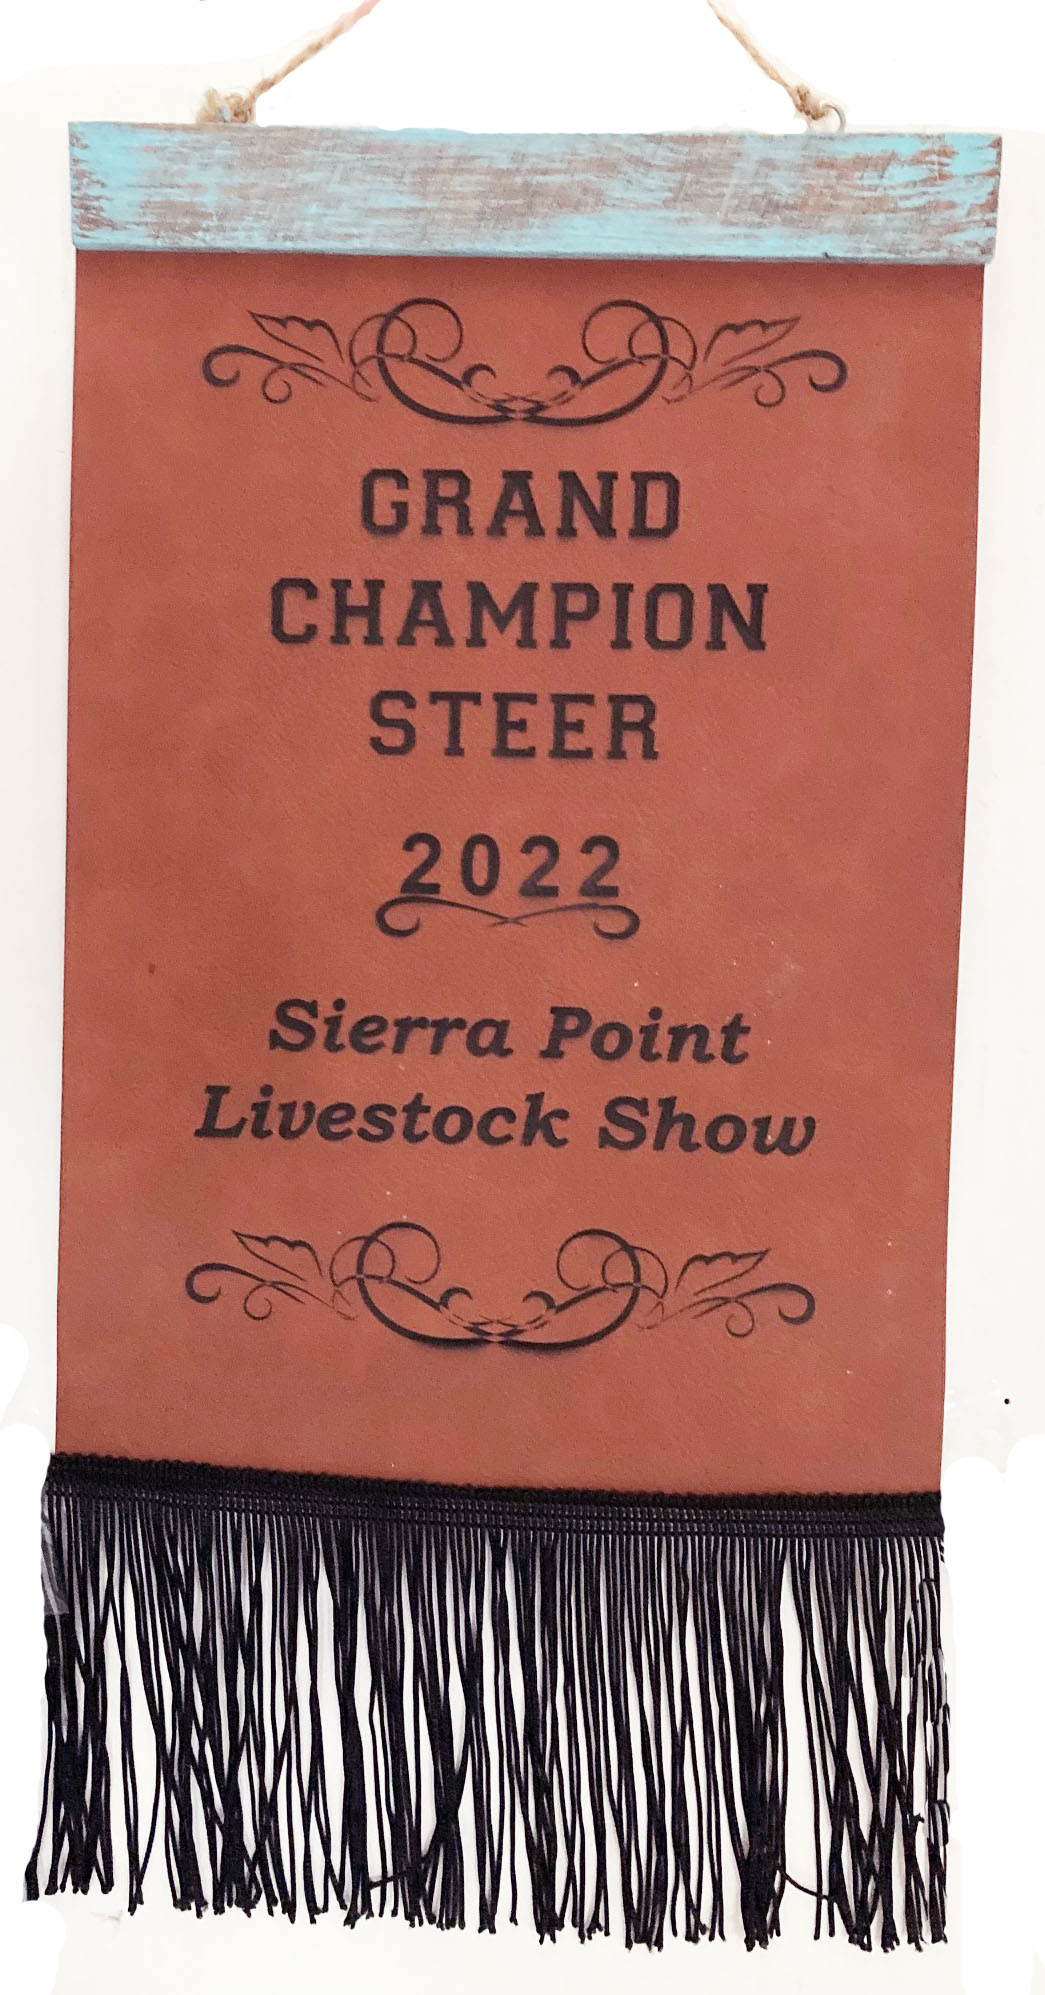 GRAND
CHAMPION
STEER
2022
Sierra Point
Livestock Show